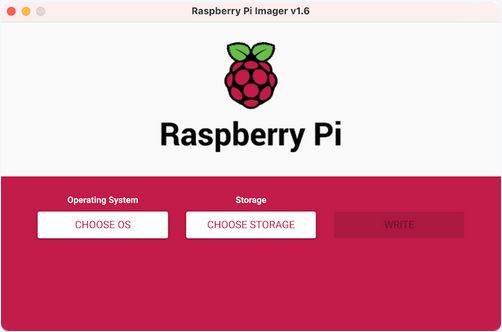 Raspberry Pi Imager v1.6
Raspberry Pi
Operating System
Storage
CHOOSE OS
CHOOSE STORAGE
WRITE